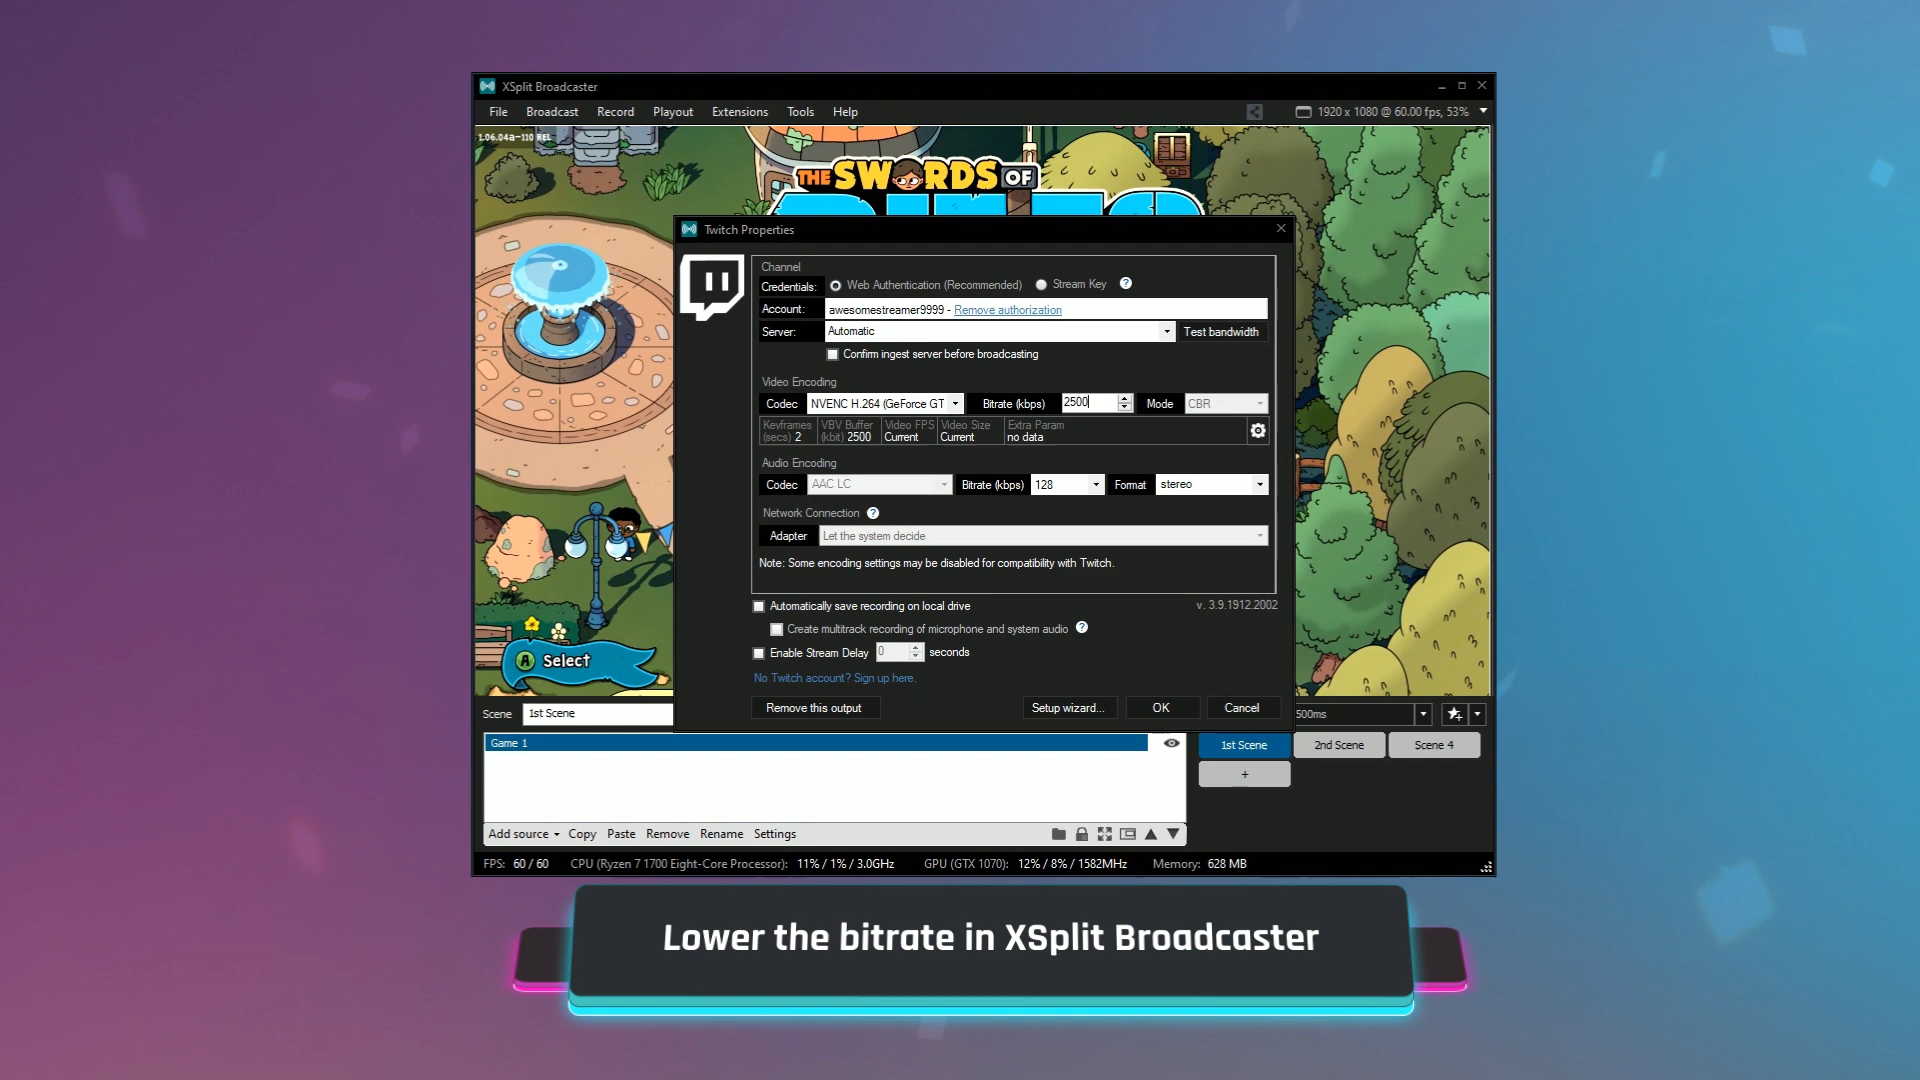 XSplit Broadcaster
File Broadcast Record Playout Extensions Tools Help 1920 x 1080 @ 60.00 fps, 53%
1.06.04a-110 REL
THE SWORDS OF
Twitch Properties
Channel
Credentials: Web Authentication (Recommended) Stream Key ?
Account: awesomestreamer9999 - Remove authorization
Server: Automatic Test bandwidth
Confirm ingest server before broadcasting
Video Encoding
Codec NVENC H.264 (GeForce GT Bitrate (kbps) 2500 Mode CBR
Keyframes VBV Buffer Video FPS Video Size Extra Param
(secs) 2 (kbit) 2500 Current Current no data
Audio Encoding
Codec AAC LC Bitrate (kbps) 128 Format stereo
Network Connection ?
Adapter Let the system decide
Note: Some encoding settings may be disabled for compatibility with Twitch.
Automatically save recording on local drive v. 3.9.1912.2002
Create multitrack recording of microphone and system audio ?
Enable Stream Delay 0 seconds
No Twitch account? Sign up here.
Remove this output Setup wizard... OK Cancel
A Select
Scene 1st Scene 500ms
Game 1
1st Scene 2nd Scene Scene 4
+
Add source Copy Paste Remove Rename Settings
FPS: 60 / 60 CPU (Ryzen 7 1700 Eight-Core Processor): 11% / 1% / 3.0GHz GPU (GTX 1070): 12% / 8% / 1582MHz Memory: 628 MB
Lower the bitrate in XSplit Broadcaster